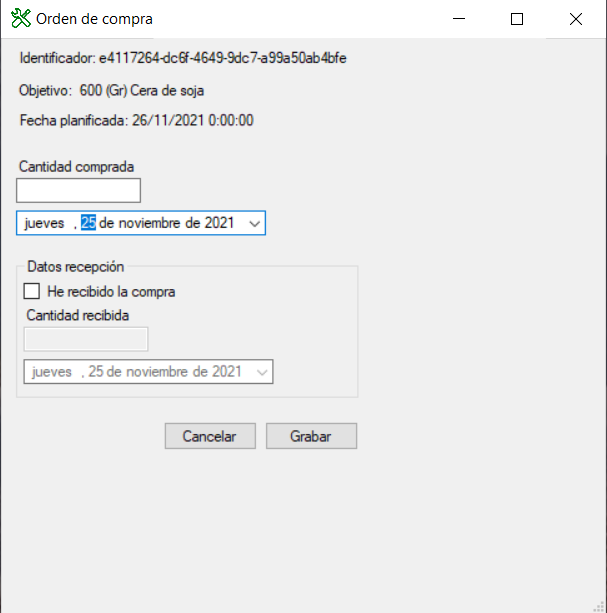 Orden de compra
Identificador: e4117264-dc6f-4649-9dc7-a99a50ab4bfe
Objetivo: 600 (Gr) Cera de soja
Fecha planificada: 26/11/2021 0:00:00
Cantidad comprada
jueves , 25 de noviembre de 2021
Datos recepción
He recibido la compra
Cantidad recibida
jueves , 25 de noviembre de 2021
Cancelar Grabar